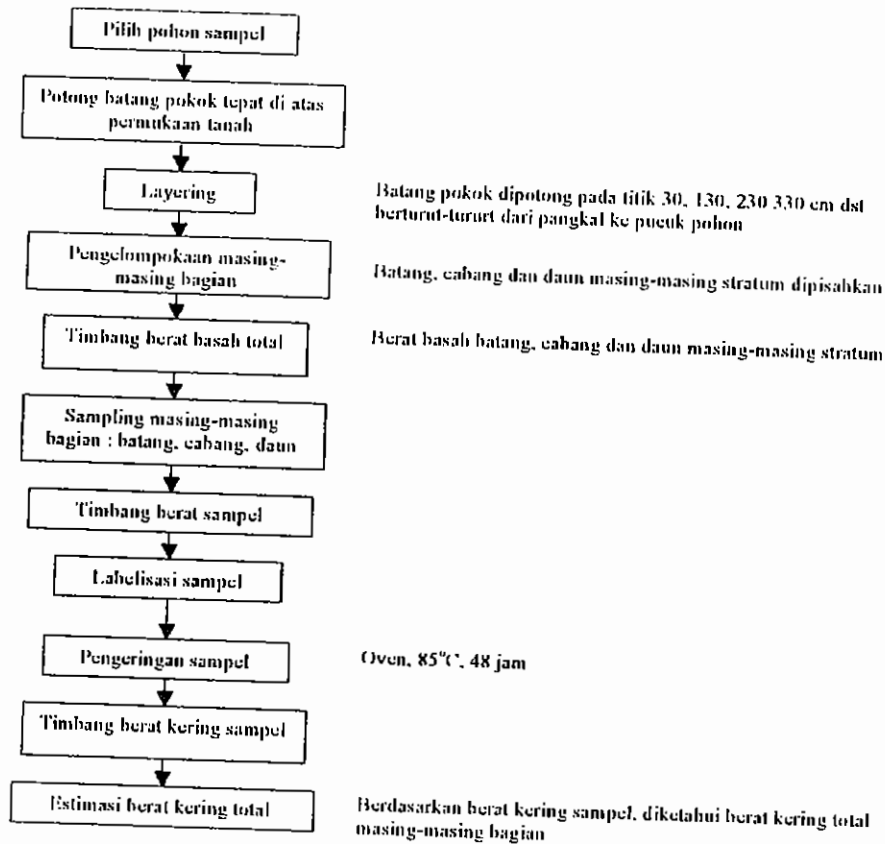 Pilih pohon sampel
Potong batang pokok tepat di atas
permukaan tanah
Layering
Batang pokok dipotong pada titik 30, 130, 230 330 cm dst
berturut-tururt dari pangkal ke pucuk pohon
Pengelompokaan masing-
masing bagian
Batang, cabang dan daun masing-masing stratum dipisahkan
Timbang berat basah total
Berat basah batang, cabang dan daun masing-masing stratum
Sampling masing-masing
bagian : batang, cabang, daun
Timbang berat sampel
Labelisasi sampel
Pengeringan sampel
Oven, 85°C, 48 jam
Timbang berat kering sampel
Estimasi berat kering total
Berdasarkan berat kering sampel, diketahui berat kering total
masing-masing bagian